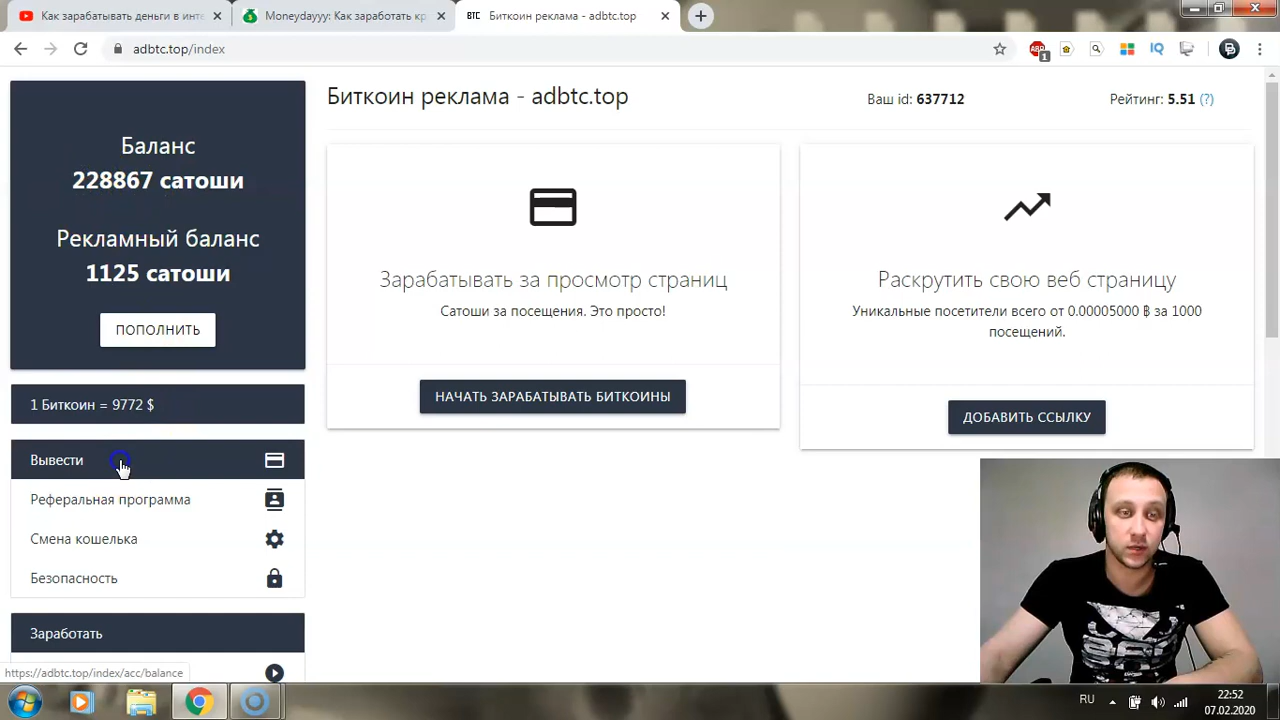 Как зарабатывать деньги в инте
Moneydayyy: Как заработать кр
BTC Биткоин реклама - adbtc.top
adbtc.top/index
ABP
1
IQ
Баланс
228867 сатоши
Рекламный баланс
1125 сатоши
ПОПОЛНИТЬ
1 Биткоин = 9772 $
Вывести
Реферальная программа
Смена кошелька
Безопасность
Заработать
https://adbtc.top/index/acc/balance
Биткоин реклама - adbtc.top
Ваш id: 637712
Рейтинг: 5.51 (?)
Зарабатывать за просмотр страниц
Сатоши за посещения. Это просто!
НАЧАТЬ ЗАРАБАТЫВАТЬ БИТКОИНЫ
Раскрутить свою веб страницу
Уникальные посетители всего от 0.00005000 ฿ за 1000
посещений.
ДОБАВИТЬ ССЫЛКУ
RU
22:52
07.02.2020